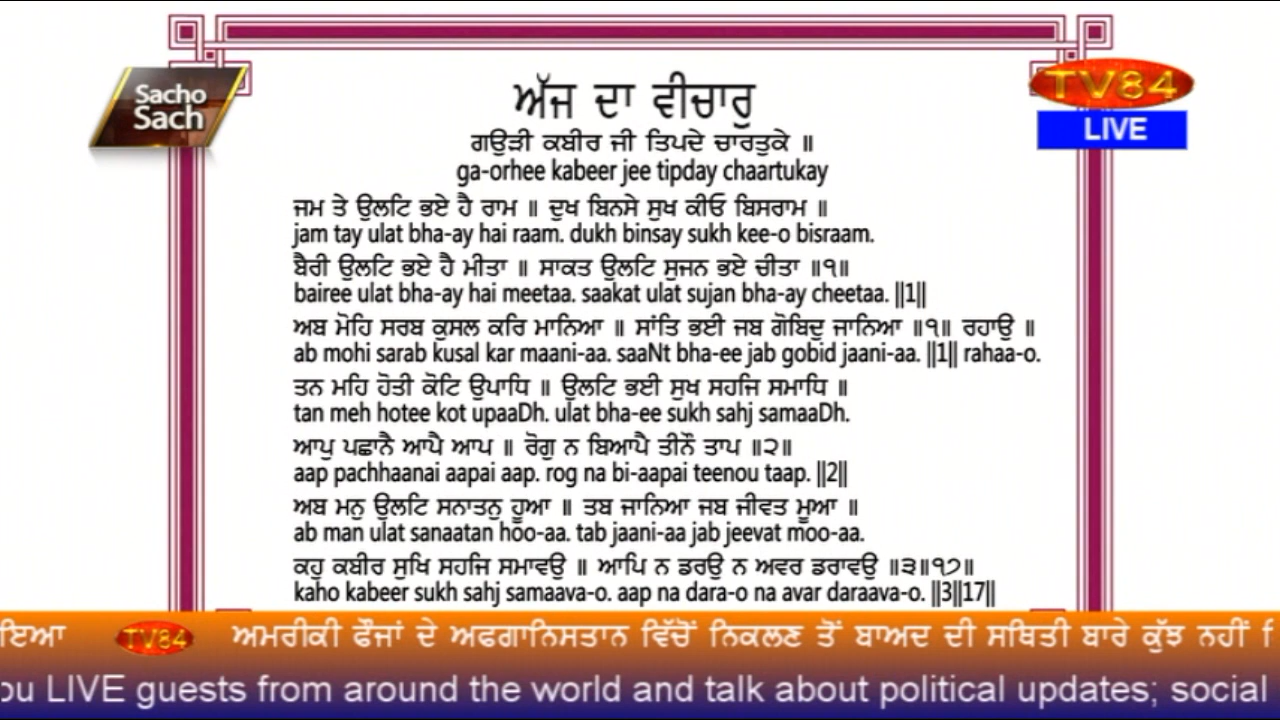 Sacho
Sach
TV84
LIVE
ਅੱਜ ਦਾ ਵੀਚਾਰੁ
ਗਉੜੀ ਕਬੀਰ ਜੀ ਤਿਪਦੇ ਚਾਰਤੁਕੇ ॥
ga-orhee kabeer jee tipday chaartukay
ਜਮ ਤੇ ਉਲਟਿ ਭਏ ਹੈ ਰਾਮ ॥ ਦੁਖ ਬਿਨਸੇ ਸੁਖ ਕੀਓ ਬਿਸਰਾਮ ॥
jam tay ulat bha-ay hai raam. dukh binsay sukh kee-o bisraam.
ਬੈਰੀ ਉਲਟਿ ਭਏ ਹੈ ਮੀਤਾ ॥ ਸਾਕਤ ਉਲਟਿ ਸੁਜਨ ਭਏ ਚੀਤਾ ॥੧॥
bairee ulat bha-ay hai meetaa. saakat ulat sujan bha-ay cheetaa. ||1||
ਅਬ ਮੋਹਿ ਸਰਬ ਕੁਸਲ ਕਰਿ ਮਾਨਿਆ ॥ ਸਾਂਤਿ ਭਈ ਜਬ ਗੋਬਿਦੁ ਜਾਨਿਆ ॥੧॥ ਰਹਾਉ ॥
ab mohi sarab kusal kar maani-aa. saaNt bha-ee jab gobid jaani-aa. ||1|| rahaa-o.
ਤਨ ਮਹਿ ਹੋਤੀ ਕੋਟਿ ਉਪਾਧਿ ॥ ਉਲਟਿ ਭਈ ਸੁਖ ਸਹਜਿ ਸਮਾਧਿ ॥
tan meh hotee kot upaaDh. ulat bha-ee sukh sahj samaaDh.
ਆਪੁ ਪਛਾਨੈ ਆਪੈ ਆਪ ॥ ਰੋਗੁ ਨ ਬਿਆਪੈ ਤੀਨੌ ਤਾਪ ॥੨॥
aap pachhaanai aapai aap. rog na bi-aapai teenou taap. ||2||
ਅਬ ਮਨੁ ਉਲਟਿ ਸਨਾਤਨੁ ਹੂਆ ॥ ਤਬ ਜਾਨਿਆ ਜਬ ਜੀਵਤ ਮੂਆ ॥
ab man ulat sanaatan hoo-aa. tab jaani-aa jab jeevat moo-aa.
ਕਹੁ ਕਬੀਰ ਸੁਖਿ ਸਹਜਿ ਸਮਾਵਉ ॥ ਆਪਿ ਨ ਡਰਉ ਨ ਅਵਰ ਡਰਾਵਉ ॥੩॥੧੭॥
kaho kabeer sukh sahj samaava-o. aap na dara-o na avar daraava-o. ||3||17||
ਇਆ TV84 ਅਮਰੀਕੀ ਫੌਜਾਂ ਦੇ ਅਫਗਾਨਿਸਤਾਨ ਵਿੱਚੋਂ ਨਿਕਲਣ ਤੋਂ ਬਾਅਦ ਦੀ ਸਥਿਤੀ ਬਾਰੇ ਕੁੱਝ ਨਹੀਂ
ou LIVE guests from around the world and talk about political updates; social